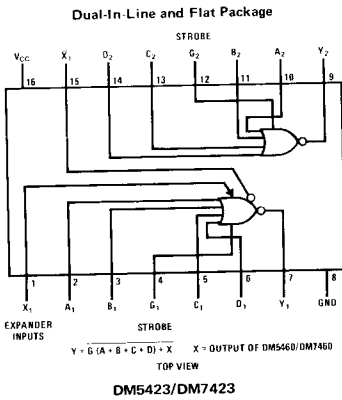 Dual-In-Line and Flat Package
STROBE
VCC X̄1 D2 C2 G2 B2 A2 Y2
16 15 14 13 12 11 10 9
1 2 3 4 5 6 7 8
X1 A1 B1 G1 C1 D1 Y1 GND
EXPANDER INPUTS STROBE
Y = G (A + B + C + D) + X X = OUTPUT OF DM5460/DM7460
TOP VIEW
DM5423/DM7423